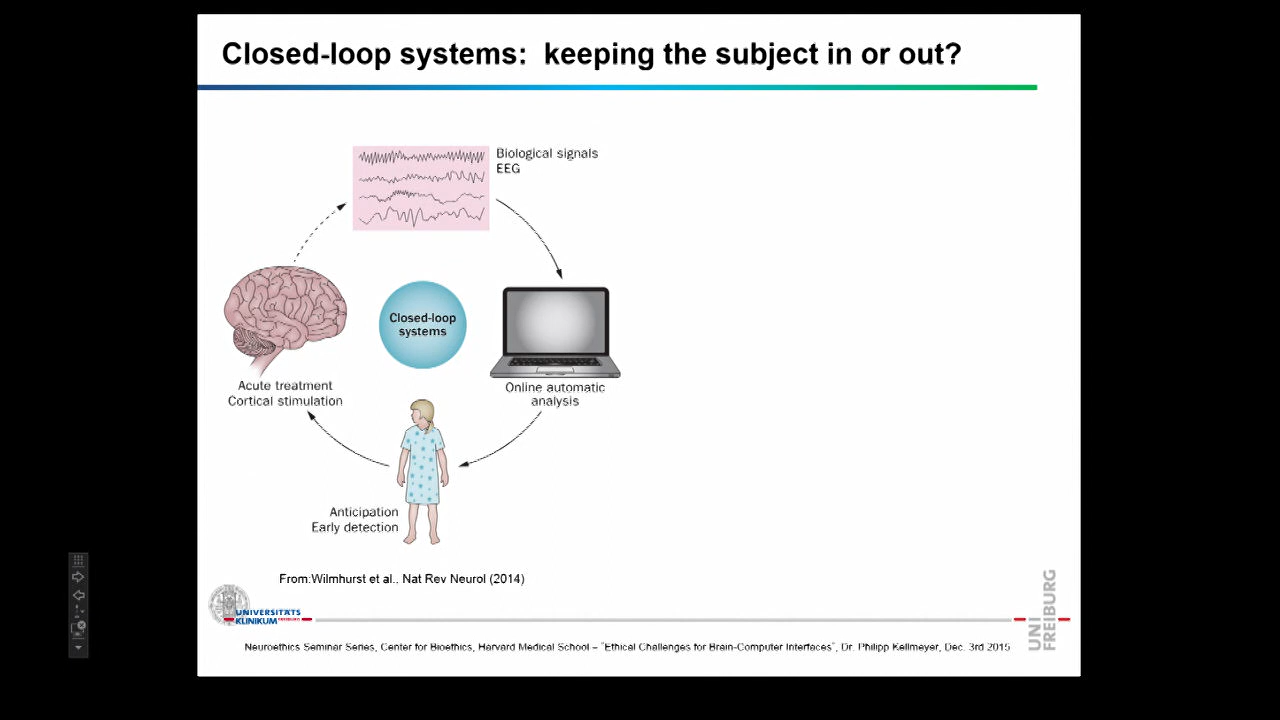 Closed-loop systems: keeping the subject in or out?
Biological signals
EEG
Closed-loop
systems
Online automatic
analysis
Acute treatment
Cortical stimulation
Anticipation
Early detection
From:Wilmhurst et al.. Nat Rev Neurol (2014)
UNIVERSITÄTS
KLINIKUM
UNI
FREIBURG
Neuroethics Seminar Series, Center for Bioethics, Harvard Medical School – "Ethical Challenges for Brain-Computer Interfaces", Dr. Philipp Kellmeyer, Dec. 3rd 2015